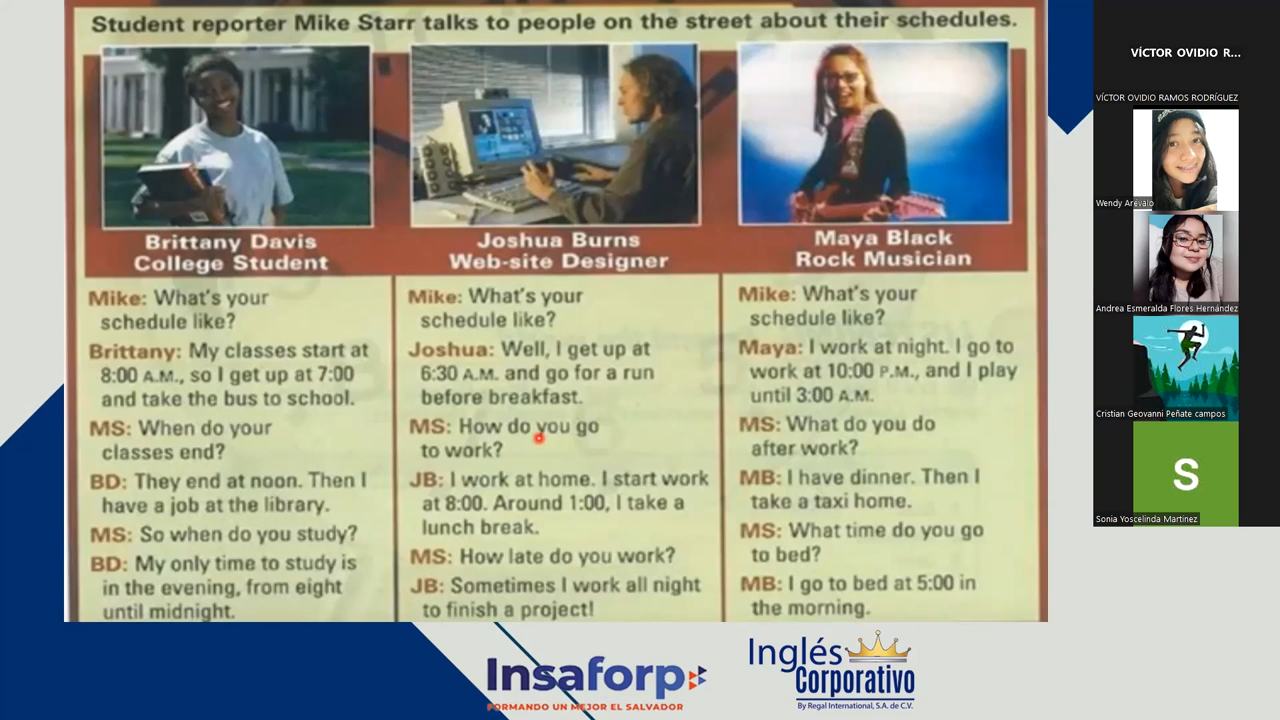 Student reporter Mike Starr talks to people on the street about their schedules.
Brittany Davis
College Student
Mike: What's your
schedule like?
Brittany: My classes start at
8:00 A.M., so I get up at 7:00
and take the bus to school.
MS: When do your
classes end?
BD: They end at noon. Then I
have a job at the library.
MS: So when do you study?
BD: My only time to study is
in the evening, from eight
until midnight.
Joshua Burns
Web-site Designer
Mike: What's your
schedule like?
Joshua: Well, I get up at
6:30 A.M. and go for a run
before breakfast.
MS: How do you go
to work?
JB: I work at home. I start work
at 8:00. Around 1:00, I take a
lunch break.
MS: How late do you work?
JB: Sometimes I work all night
to finish a project!
Maya Black
Rock Musician
Mike: What's your
schedule like?
Maya: I work at night. I go to
work at 10:00 P.M., and I play
until 3:00 A.M.
MS: What do you do
after work?
MB: I have dinner. Then I
take a taxi home.
MS: What time do you go
to bed?
MB: I go to bed at 5:00 in
the morning.
Insaforp
FORMANDO UN MEJOR EL SALVADOR
Inglés
Corporativo
By Regal International, S.A. de C.V.
VÍCTOR OVIDIO R...
VÍCTOR OVIDIO RAMOS RODRÍGUEZ
Wendy Arévalo
Andrea Esmeralda Flores Hernández
Cristian Geovanni Peñate campos
S
Sonia Yoscelinda Martinez